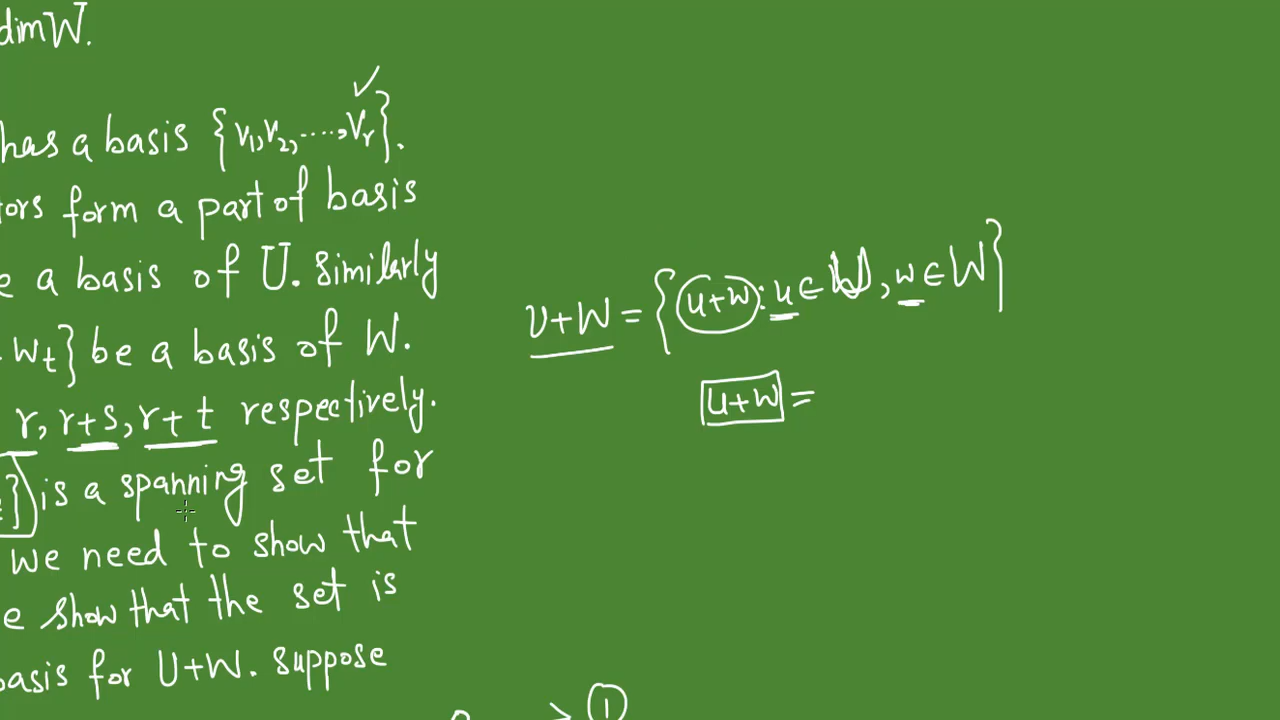 dimW.
has a basis {v₁,v₂,....,vᵣ}. ✓
tors form a part of basis
e a basis of U. similarly
wₜ} be a basis of W.
r, r+s, r+t respectively.
} is a spanning set for
we need to show that
e show that the set is
basis for U+W. suppose
U+W = {u+w : u∈U, w∈W}
u+w =
> ①